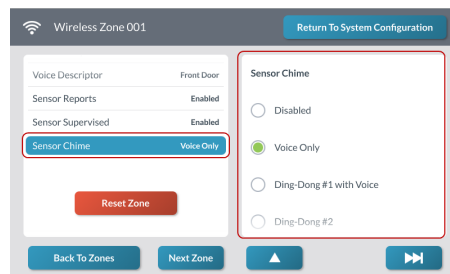 Wireless Zone 001
Return To System Configuration
Voice Descriptor Front Door
Sensor Reports Enabled
Sensor Supervised Enabled
Sensor Chime Voice Only
Reset Zone
Sensor Chime
Disabled
Voice Only
Ding-Dong #1 with Voice
Ding-Dong #2
Back To Zones
Next Zone